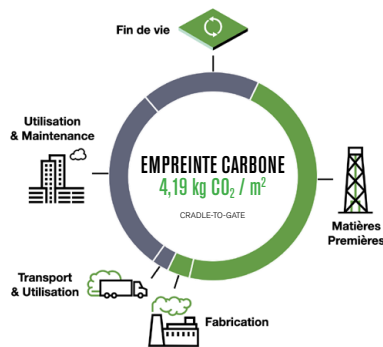 Fin de vie
Utilisation
& Maintenance
EMPREINTE CARBONE
4,19 kg CO₂ / m²
CRADLE-TO-GATE
Matières
Premières
Transport
& Utilisation
Fabrication